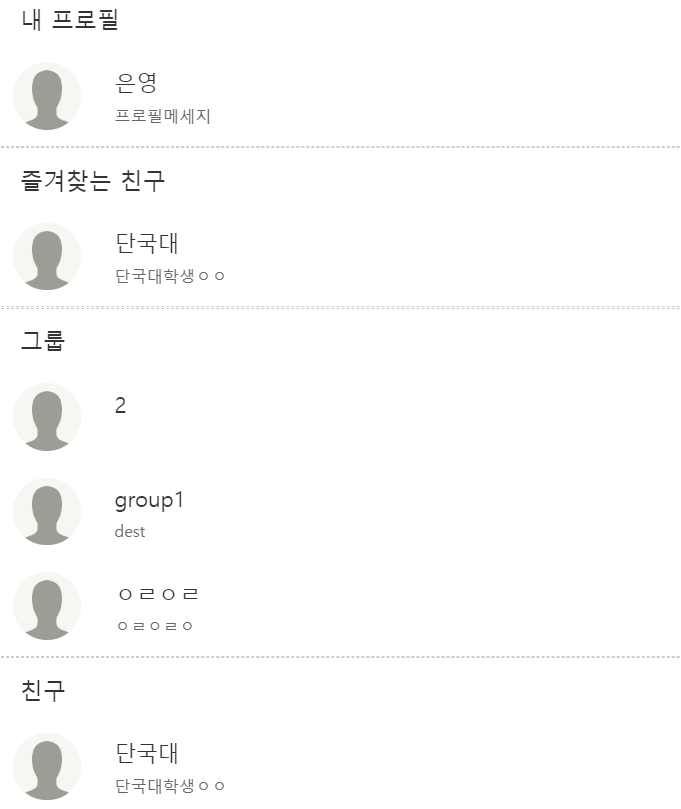 내 프로필
은영
프로필메세지
즐겨찾는 친구
단국대
단국대학생ㅇㅇ
그룹
2
group1
dest
ㅇㄹㅇㄹ
ㅇㄹㅇㄹㅇ
친구
단국대
단국대학생ㅇㅇ